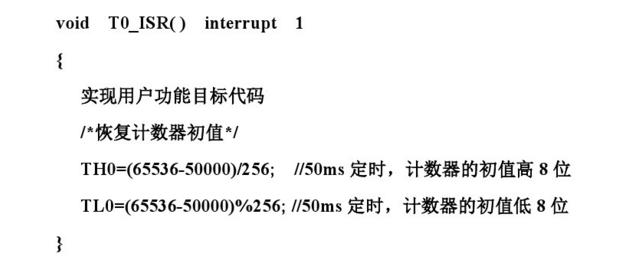 void T0_ISR( ) interrupt 1
{
实现用户功能目标代码
/*恢复计数器初值*/
TH0=(65536-50000)/256; //50ms 定时，计数器的初值高 8 位
TL0=(65536-50000)%256; //50ms 定时，计数器的初值低 8 位
}